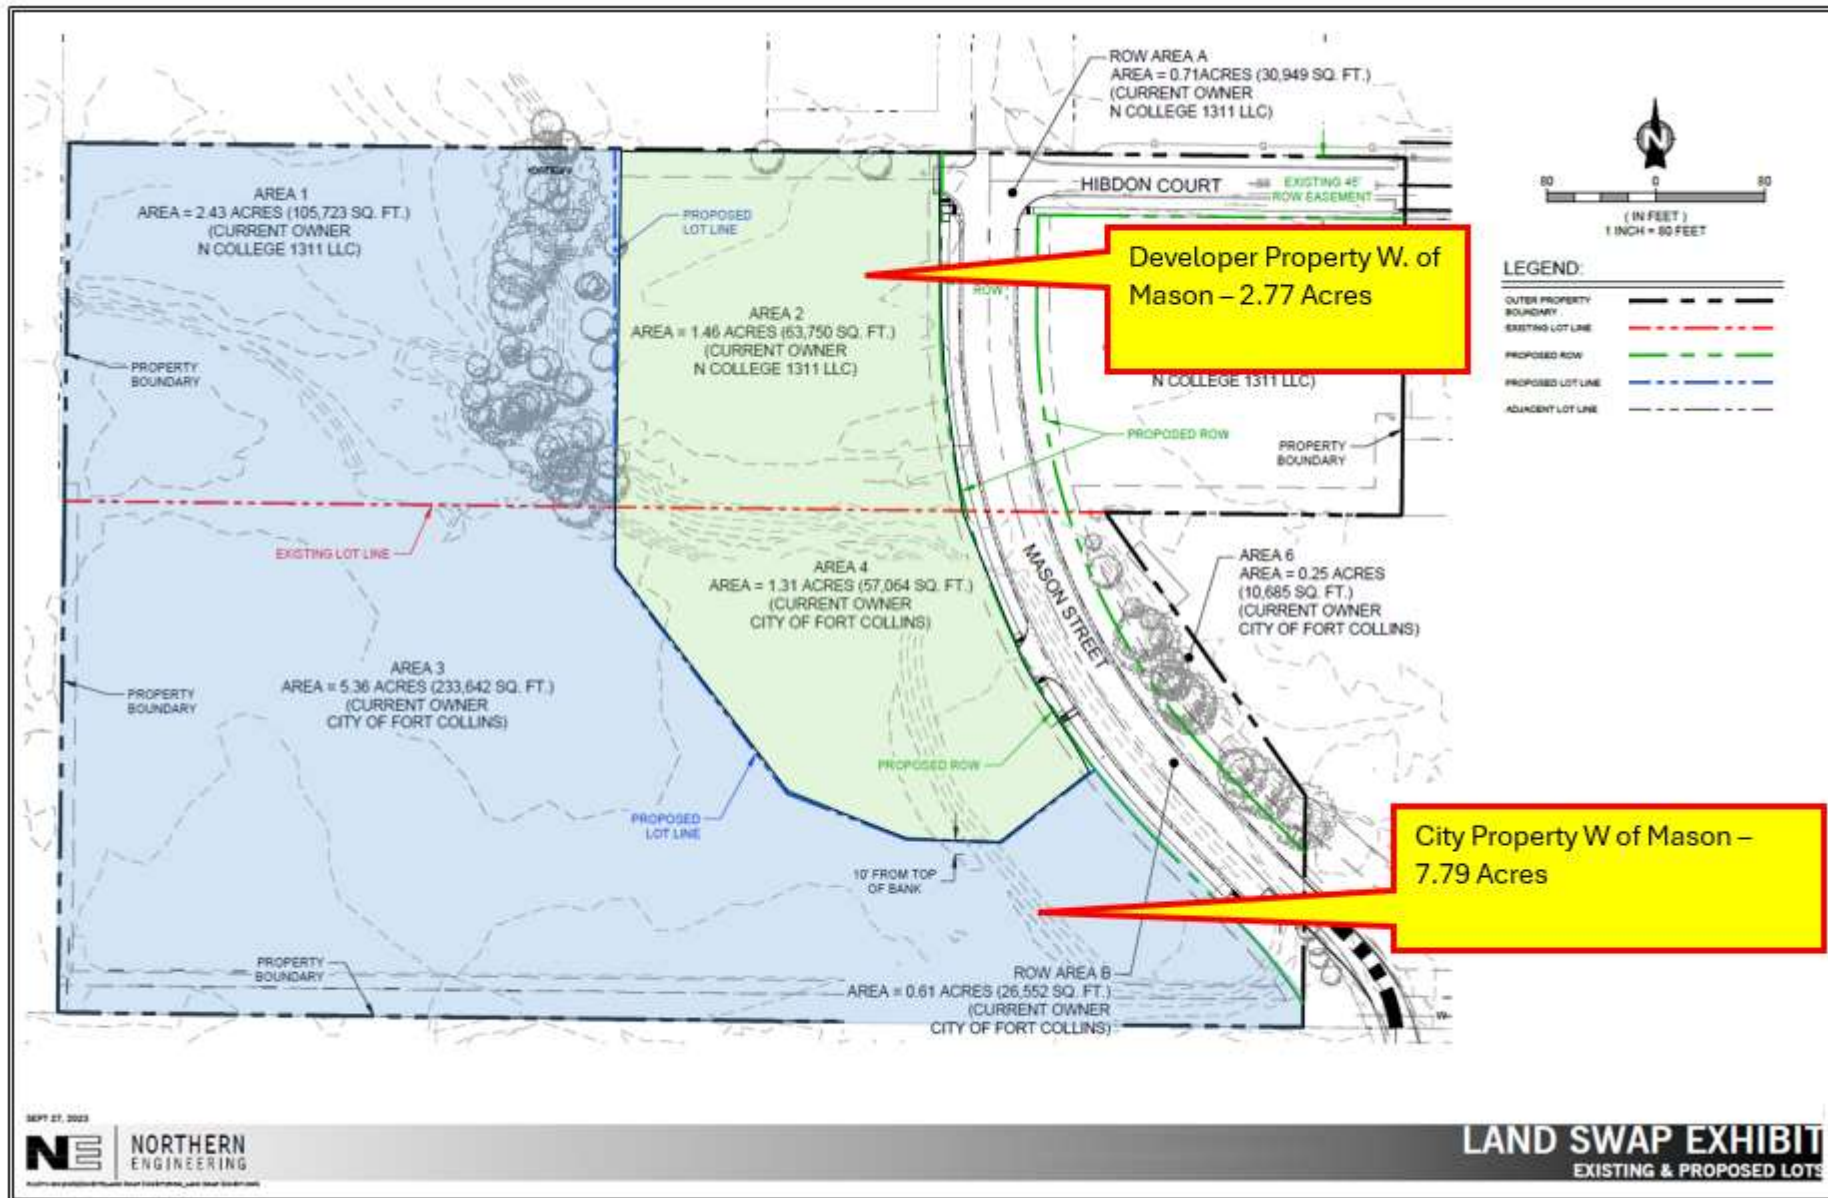 ROW AREA A
AREA = 0.71ACRES (30,949 SQ. FT.)
(CURRENT OWNER
N COLLEGE 1311 LLC)
N
80 0 80
( IN FEET )
1 INCH = 80 FEET
LEGEND:
OUTER PROPERTY
BOUNDARY
EXISTING LOT LINE
PROPOSED ROW
PROPOSED LOT LINE
ADJACENT LOT LINE
AREA 1
AREA = 2.43 ACRES (105,723 SQ. FT.)
(CURRENT OWNER
N COLLEGE 1311 LLC)
PROPOSED
LOT LINE
HIBDON COURT
EXISTING 45'
ROW EASEMENT
Developer Property W. of
Mason – 2.77 Acres
ROW
AREA 2
AREA = 1.46 ACRES (63,750 SQ. FT.)
(CURRENT OWNER
N COLLEGE 1311 LLC)
N COLLEGE 1311 LLC)
PROPERTY
BOUNDARY
PROPOSED ROW
PROPERTY
BOUNDARY
EXISTING LOT LINE
MASON STREET
AREA 6
AREA = 0.25 ACRES
(10,685 SQ. FT.)
(CURRENT OWNER
CITY OF FORT COLLINS)
AREA 4
AREA = 1.31 ACRES (57,064 SQ. FT.)
(CURRENT OWNER
CITY OF FORT COLLINS)
AREA 3
AREA = 5.36 ACRES (233,642 SQ. FT.)
(CURRENT OWNER
CITY OF FORT COLLINS)
PROPERTY
BOUNDARY
PROPOSED ROW
PROPOSED
LOT LINE
10' FROM TOP
OF BANK
City Property W of Mason –
7.79 Acres
PROPERTY
BOUNDARY
ROW AREA B
AREA = 0.61 ACRES (26,552 SQ. FT.)
(CURRENT OWNER
CITY OF FORT COLLINS)
W
SEPT 27, 2023
NE NORTHERN
ENGINEERING
LAND SWAP EXHIBIT
EXISTING & PROPOSED LOTS